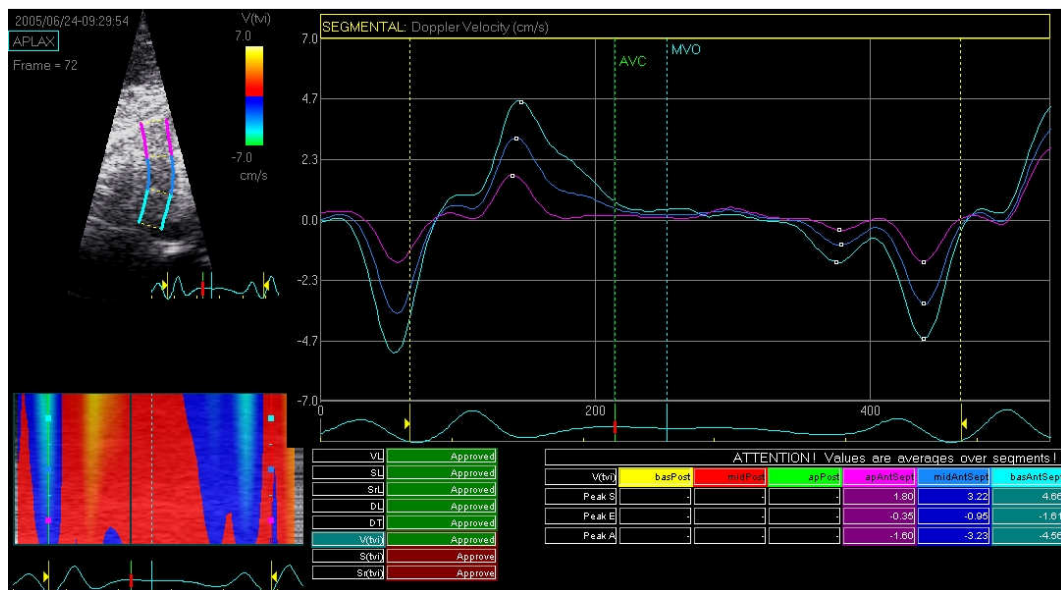 2005/06/24-09:29:54
APLAX
Frame = 72
V(tvi)
7.0
-7.0
cm/s
SEGMENTAL: Doppler Velocity (cm/s)
7.0
4.7
2.3
0.0
-2.3
-4.7
-7.0
AVC
MVO
0 200 400
VL Approved
SL Approved
SrL Approved
DL Approved
DT Approved
V(tvi) Approved
S(tvi) Approve
Sr(tvi) Approve
ATTENTION! Values are averages over segments!
V(tvi) basPost midPost apPost apAntSept midAntSept basAntSept
Peak S - - - 1.80 3.22 4.66
Peak E - - - -0.35 -0.95 -1.61
Peak A - - - -1.60 -3.23 -4.56